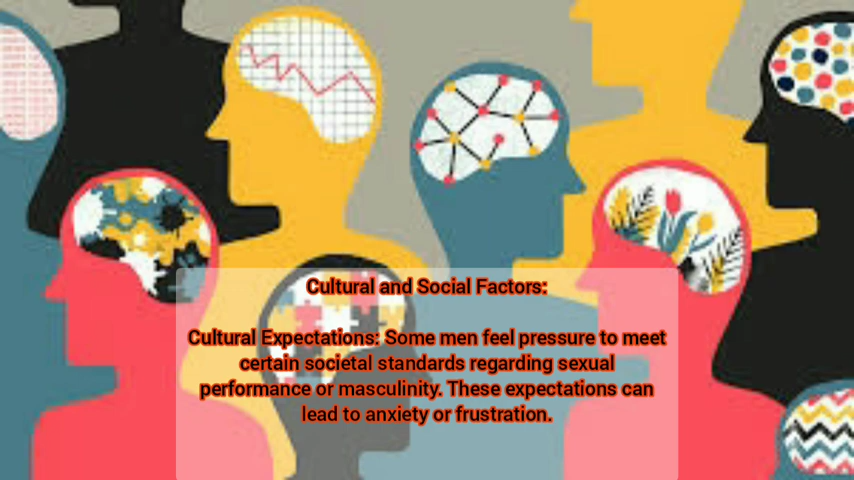 Cultural and Social Factors:
Cultural Expectations: Some men feel pressure to meet
certain societal standards regarding sexual
performance or masculinity. These expectations can
lead to anxiety or frustration.